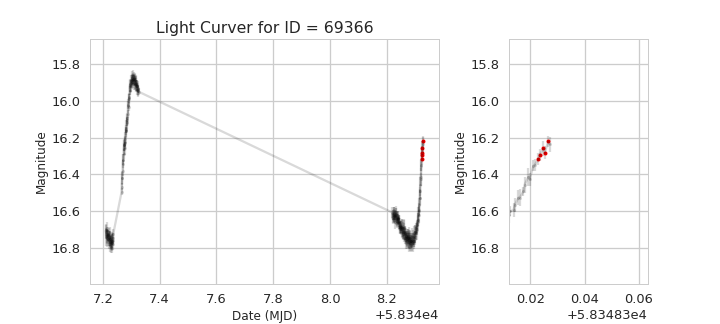 Light Curver for ID = 69366
Magnitude
15.8
16.0
16.2
16.4
16.6
16.8
7.2 7.4 7.6 7.8 8.0 8.2
Date (MJD)
+5.834e4
Magnitude
15.8
16.0
16.2
16.4
16.6
16.8
0.02 0.04 0.06
+5.83483e4